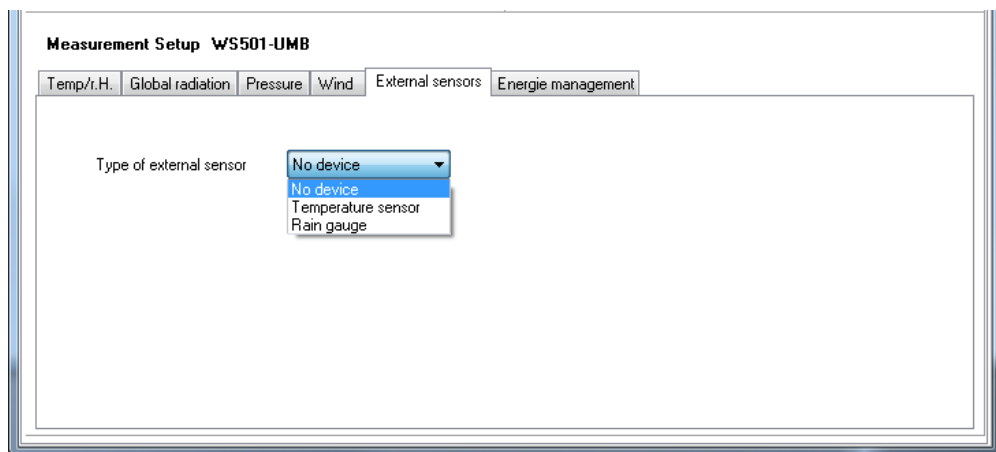 Measurement Setup WS501-UMB
Temp/r.H. Global radiation Pressure Wind External sensors Energie management
Type of external sensor No device
No device
Temperature sensor
Rain gauge